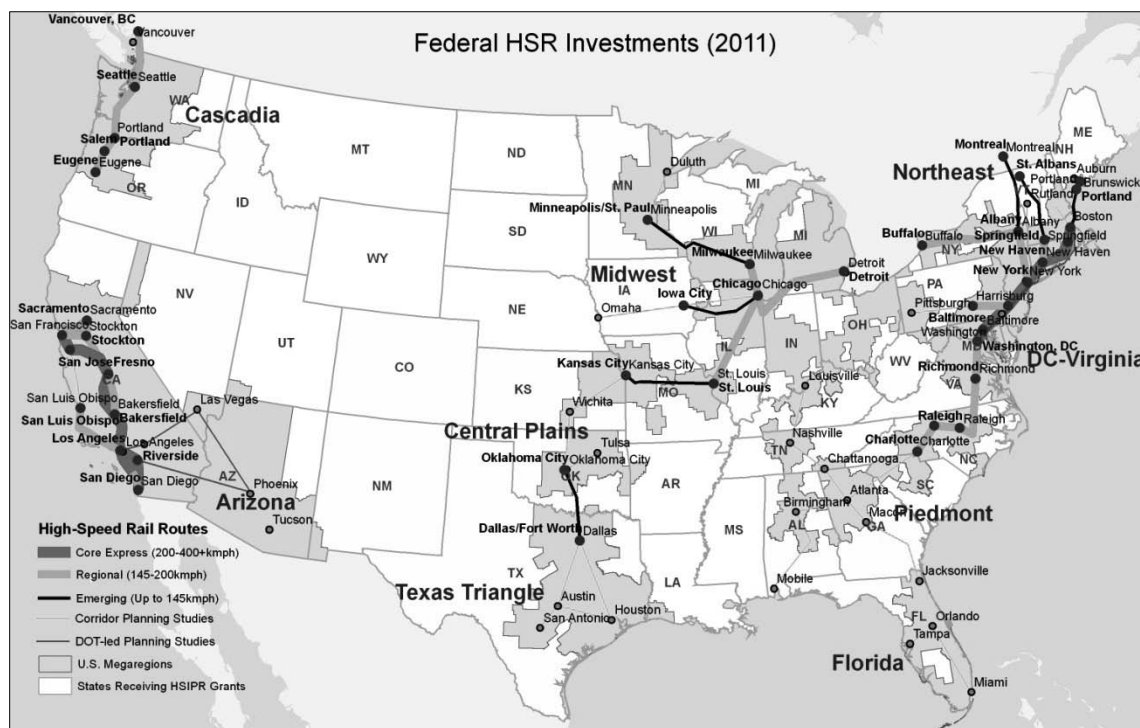 Federal HSR Investments (2011)
Vancouver, BC
Vancouver
Seattle Seattle
WA
Cascadia
Portland
Salem Portland
Eugene Eugene
OR
MT
ID
WY
NV
UT
CO
ND
SD
NE
KS
NM
Sacramento Sacramento
San Francisco Stockton
Stockton
San Jose Fresno
CA
San Luis Obispo
Bakersfield
San Luis Obispo Bakersfield
Los Angeles Los Angeles
Riverside
San Diego San Diego
Las Vegas
AZ
Phoenix
Arizona
Tucson
MN
Duluth
MI
Minneapolis/St. Paul Minneapolis
WI
MI
Milwaukee Milwaukee
Midwest
IA
Omaha
Iowa City
Chicago Chicago
Detroit
Detroit
IL
IN
OH
Kansas City Kansas City
St. Louis
St. Louis
MO
Wichita
Central Plains
Tulsa
Oklahoma City Oklahoma City
OK
AR
Dallas/Fort Worth Dallas
TX
Texas Triangle
Austin
San Antonio
Houston
LA
MS
Louisville
KY
Nashville
TN
Chattanooga
Atlanta
Birmingham
Macon
AL
GA
Mobile
Piedmont
SC
NC
Charlotte Charlotte
Raleigh Raleigh
VA
Richmond Richmond
WV
DC-Virginia
Washington
Washington, DC
MD
Baltimore Baltimore
Pittsburgh
Harrisburg
PA
New York New York
New Haven New Haven
Springfield Springfield
Albany Albany
NY
Buffalo Buffalo
Northeast
Montreal Montreal
St. Albans
Portland
Rutland
NH
ME
Auburn
Brunswick
Portland
Boston
Jacksonville
FL
Orlando
Tampa
Florida
Miami
High-Speed Rail Routes
Core Express (200-400+kmph)
Regional (145-200kmph)
Emerging (Up to 145kmph)
Corridor Planning Studies
DOT-led Planning Studies
U.S. Megaregions
States Receiving HSIPR Grants